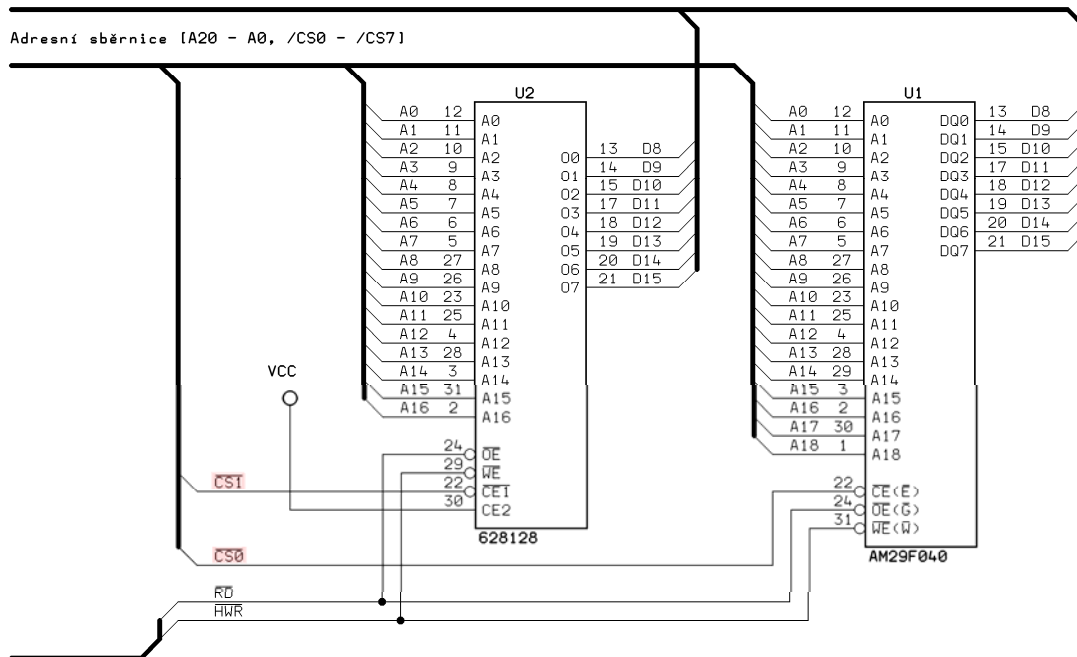 Adresní sběrnice [A20 - A0, /CS0 - /CS7]
U2
A0 12 A0
A1 11 A1
A2 10 A2
A3 9 A3
A4 8 A4
A5 7 A5
A6 6 A6
A7 5 A7
A8 27 A8
A9 26 A9
A10 23 A10
A11 25 A11
A12 4 A12
A13 28 A13
A14 3 A14
A15 31 A15
A16 2 A16
O0 13 D8
O1 14 D9
O2 15 D10
O3 17 D11
O4 18 D12
O5 19 D13
O6 20 D14
O7 21 D15
24 OE
29 WE
22 CE1
30 CE2
628128
VCC
CS1
CS0
RD
HWR
U1
A0 12 A0
A1 11 A1
A2 10 A2
A3 9 A3
A4 8 A4
A5 7 A5
A6 6 A6
A7 5 A7
A8 27 A8
A9 26 A9
A10 23 A10
A11 25 A11
A12 4 A12
A13 28 A13
A14 29 A14
A15 3 A15
A16 2 A16
A17 30 A17
A18 1 A18
DQ0 13 D8
DQ1 14 D9
DQ2 15 D10
DQ3 17 D11
DQ4 18 D12
DQ5 19 D13
DQ6 20 D14
DQ7 21 D15
22 CE(E)
24 OE(G)
31 WE(W)
AM29F040